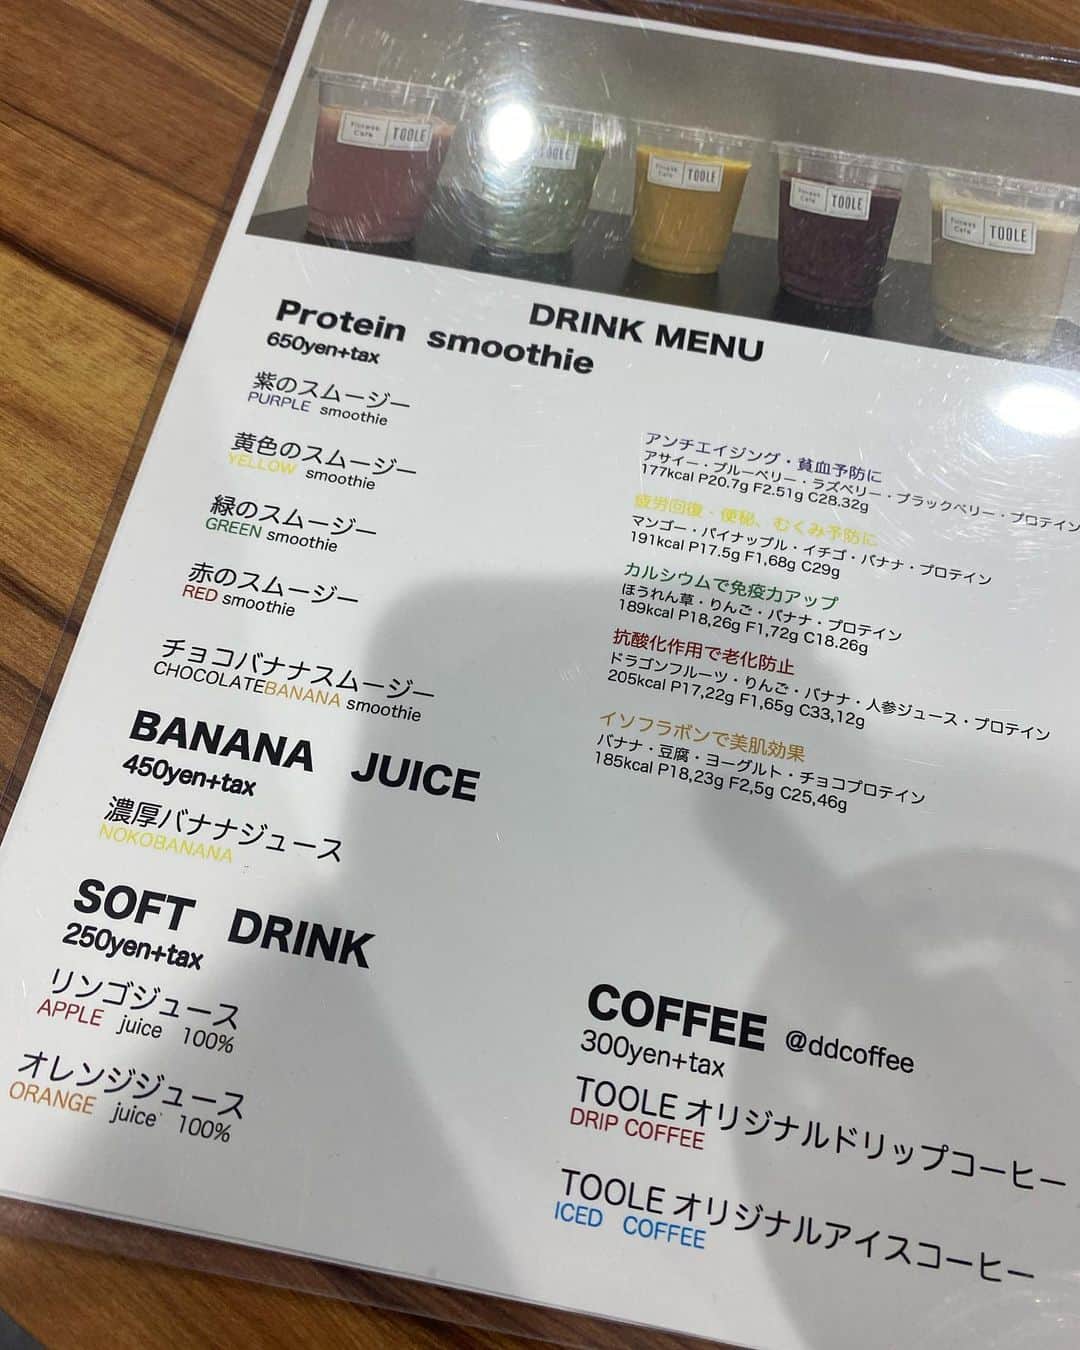 Fitness Cafe TOOLE
TOOLE
Fitness Cafe TOOLE
Fitness Cafe TOOLE
Fitness Cafe TOOLE
DRINK MENU
Protein smoothie
650yen+tax
紫のスムージー
PURPLE smoothie
アンチエイジング・貧血予防に
アサイー・ブルーベリー・ラズベリー・ブラックベリー・プロテイン
177kcal P20.7g F2.51g C28.32g
黄色のスムージー
YELLOW smoothie
疲労回復・便秘、むくみ予防に
マンゴー・パイナップル・イチゴ・バナナ・プロテイン
191kcal P17.5g F1,68g C29g
緑のスムージー
GREEN smoothie
カルシウムで免疫力アップ
ほうれん草・りんご・バナナ・プロテイン
189kcal P18,26g F1,72g C18.26g
赤のスムージー
RED smoothie
抗酸化作用で老化防止
ドラゴンフルーツ・りんご・バナナ・人参ジュース・プロテイン
205kcal P17,22g F1,65g C33,12g
チョコバナナスムージー
CHOCOLATEBANANA smoothie
イソフラボンで美肌効果
バナナ・豆腐・ヨーグルト・チョコプロテイン
185kcal P18,23g F2,5g C25,46g
BANANA JUICE
450yen+tax
濃厚バナナジュース
NOKOBANANA
SOFT DRINK
250yen+tax
リンゴジュース
APPLE juice 100%
オレンジジュース
ORANGE juice 100%
COFFEE @ddcoffee
300yen+tax
TOOLE オリジナルドリップコーヒー
DRIP COFFEE
TOOLE オリジナルアイスコーヒー
ICED COFFEE